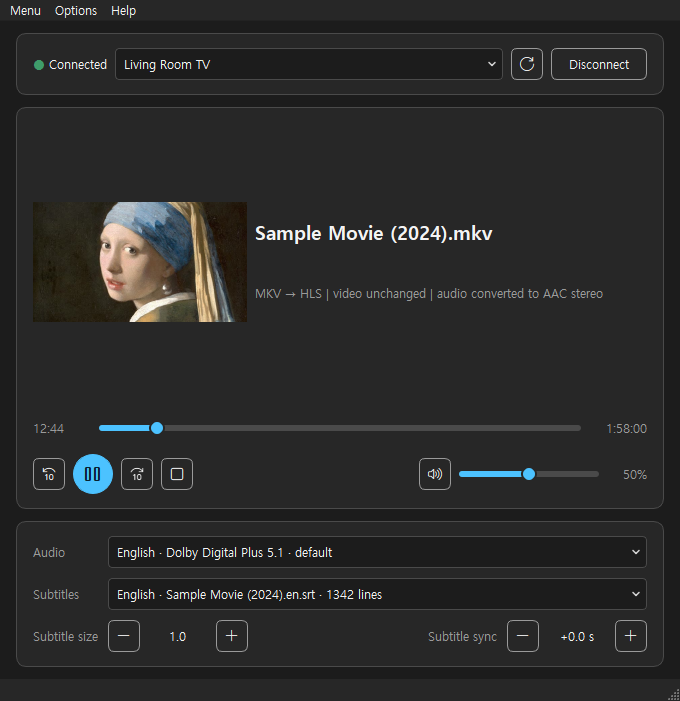 Menu Options Help
Connected Living Room TV Disconnect
Sample Movie (2024).mkv
MKV → HLS | video unchanged | audio converted to AAC stereo
12:44 1:58:00
10 10 50%
Audio English · Dolby Digital Plus 5.1 · default
Subtitles English · Sample Movie (2024).en.srt · 1342 lines
Subtitle size − 1.0 + Subtitle sync − +0.0 s +